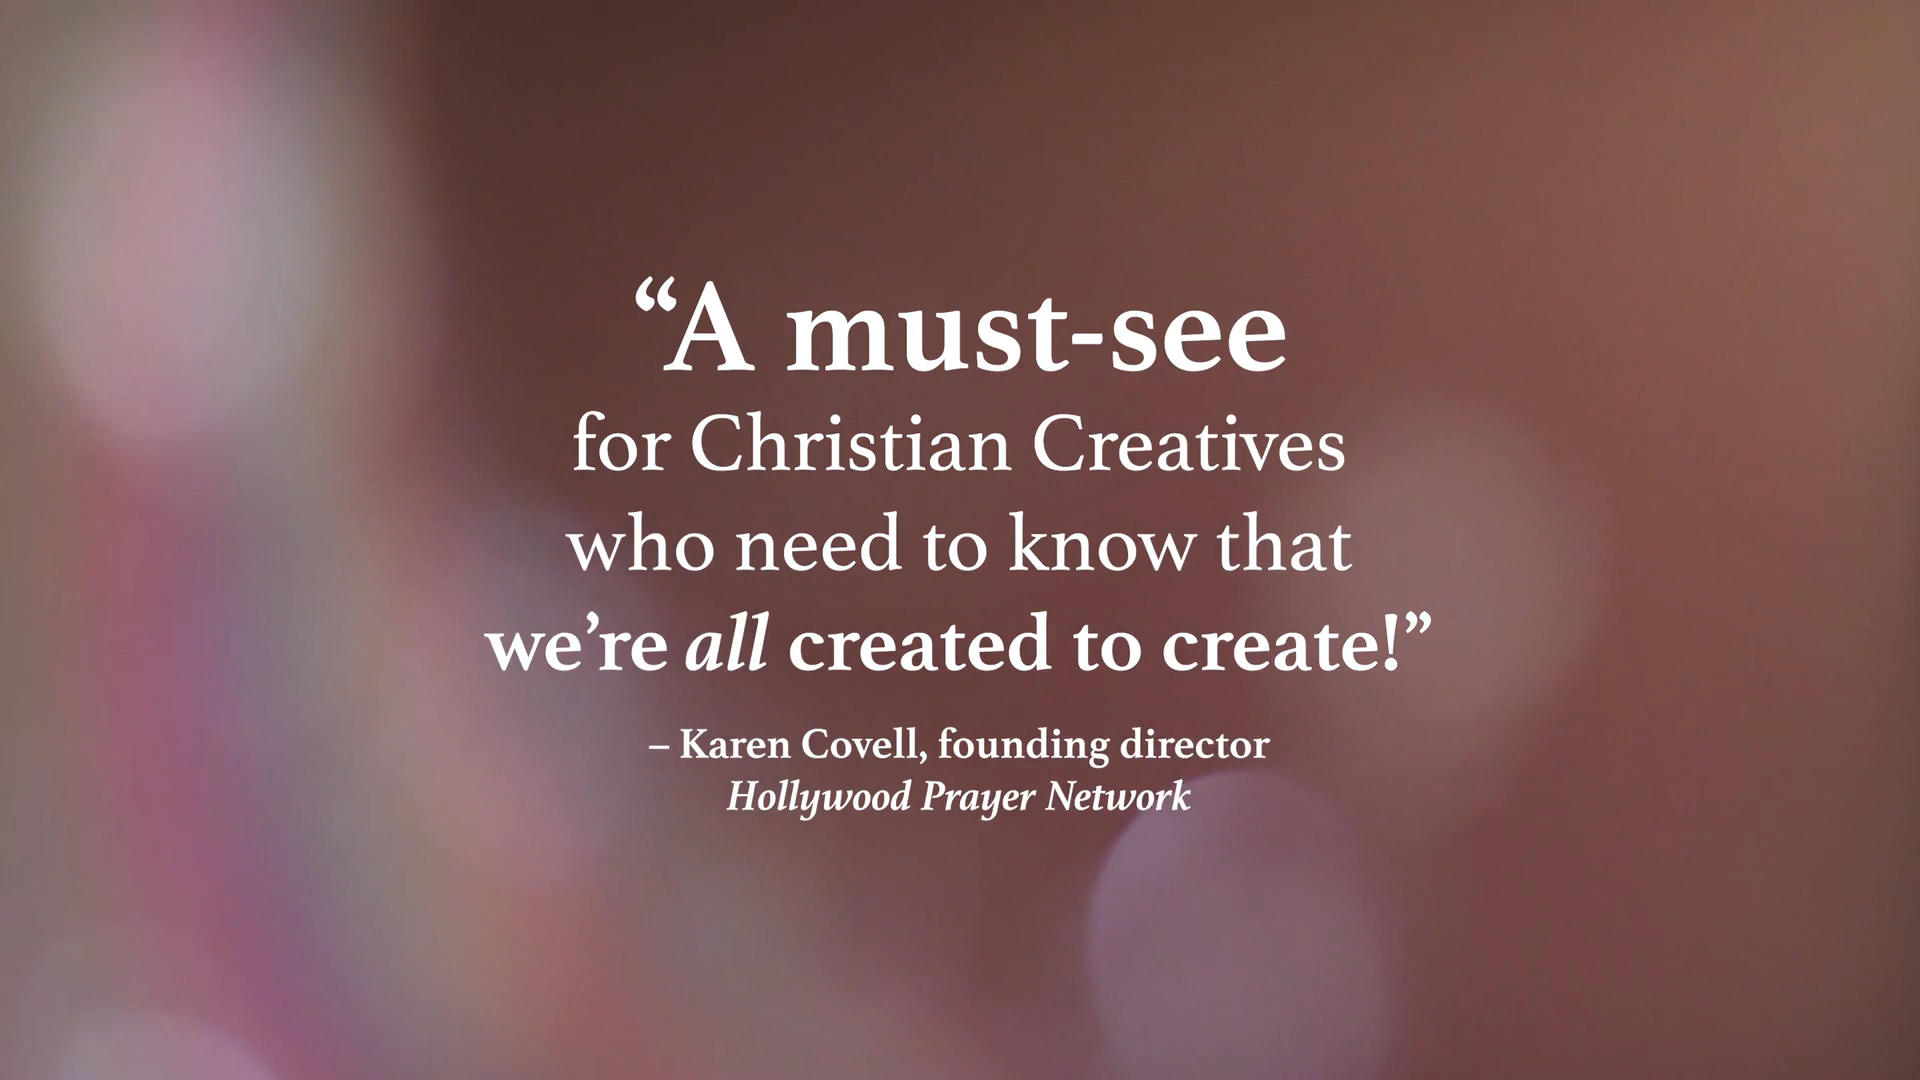 “A must-see
for Christian Creatives
who need to know that
we’re all created to create!”
– Karen Covell, founding director
Hollywood Prayer Network